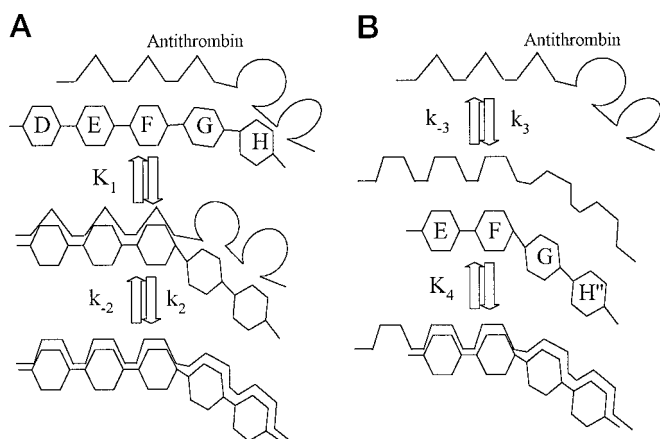 A
Antithrombin
D E F G H
K1
k-2 k2
B
Antithrombin
k-3 k3
E F G H"
K4